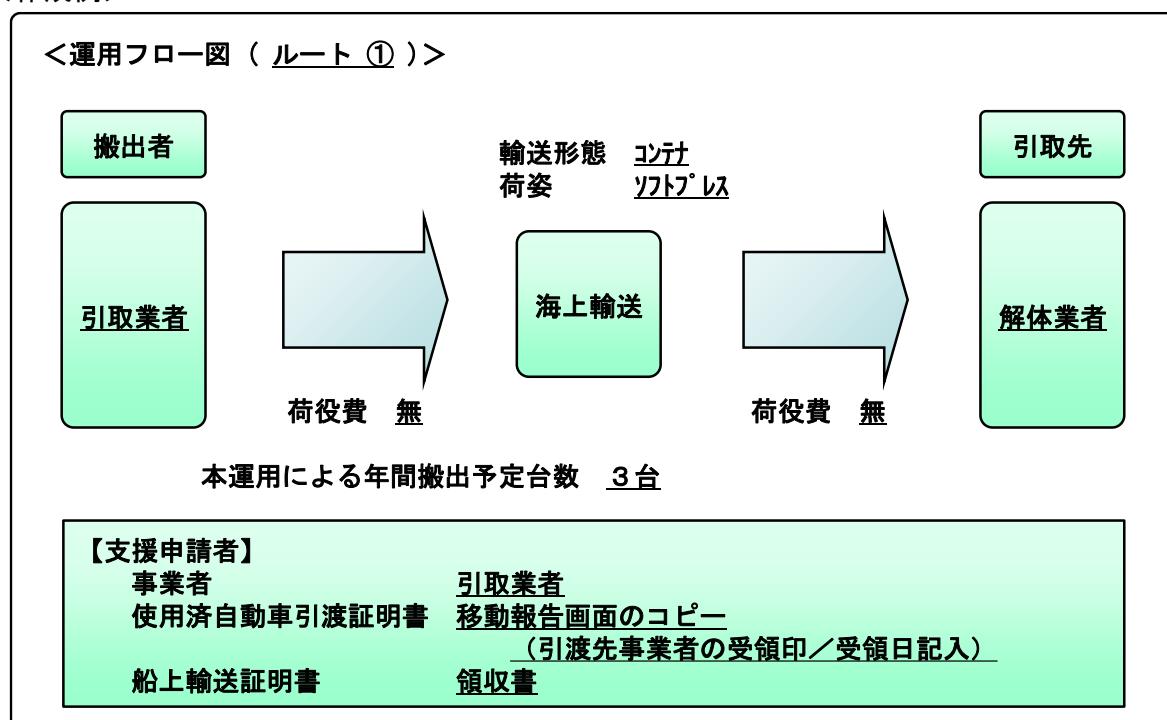 ＜運用フロー図（ ルート ① ）＞
搬出者
輸送形態　ｺﾝﾃﾅ
荷姿　ｿﾌﾄﾌﾟﾚｽ
引取先
引取業者
海上輸送
解体業者
荷役費　無
荷役費　無
本運用による年間搬出予定台数　３台
【支援申請者】
事業者　引取業者
使用済自動車引渡証明書　移動報告画面のコピー
（引渡先事業者の受領印／受領日記入）
船上輸送証明書　領収書